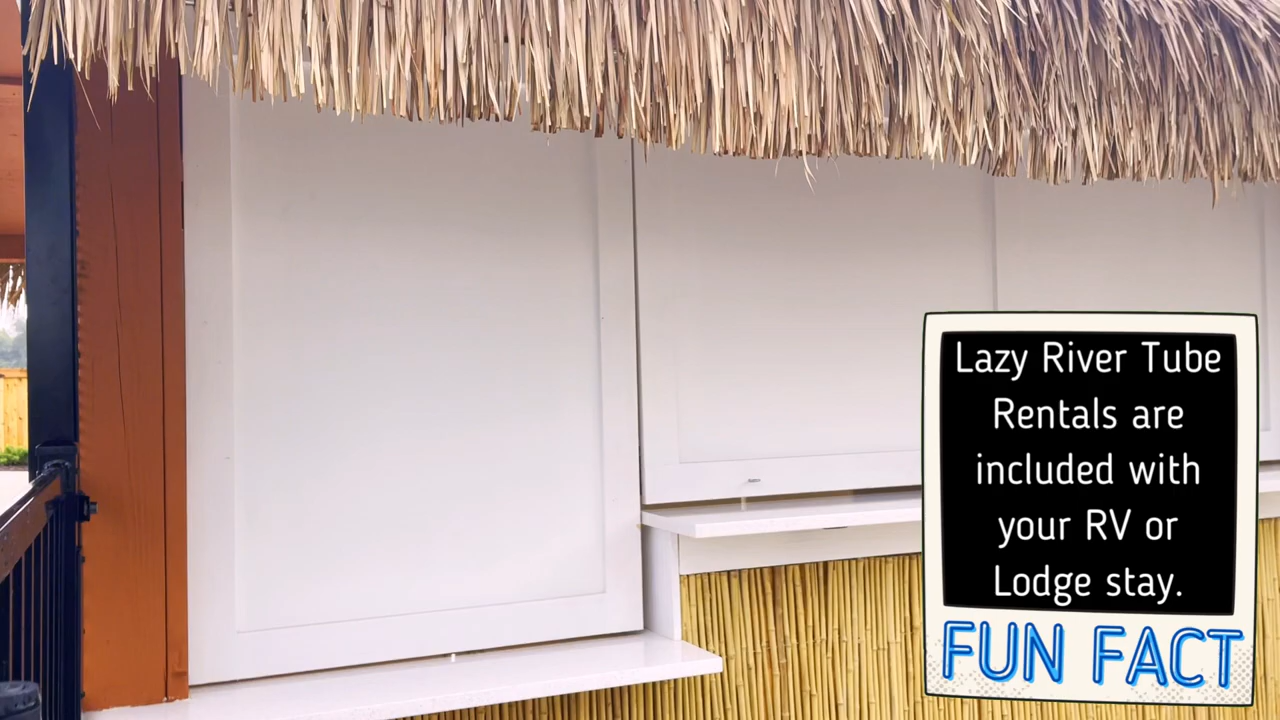 Lazy River Tube
Rentals are
included with
your RV or
Lodge stay.
FUN FACT